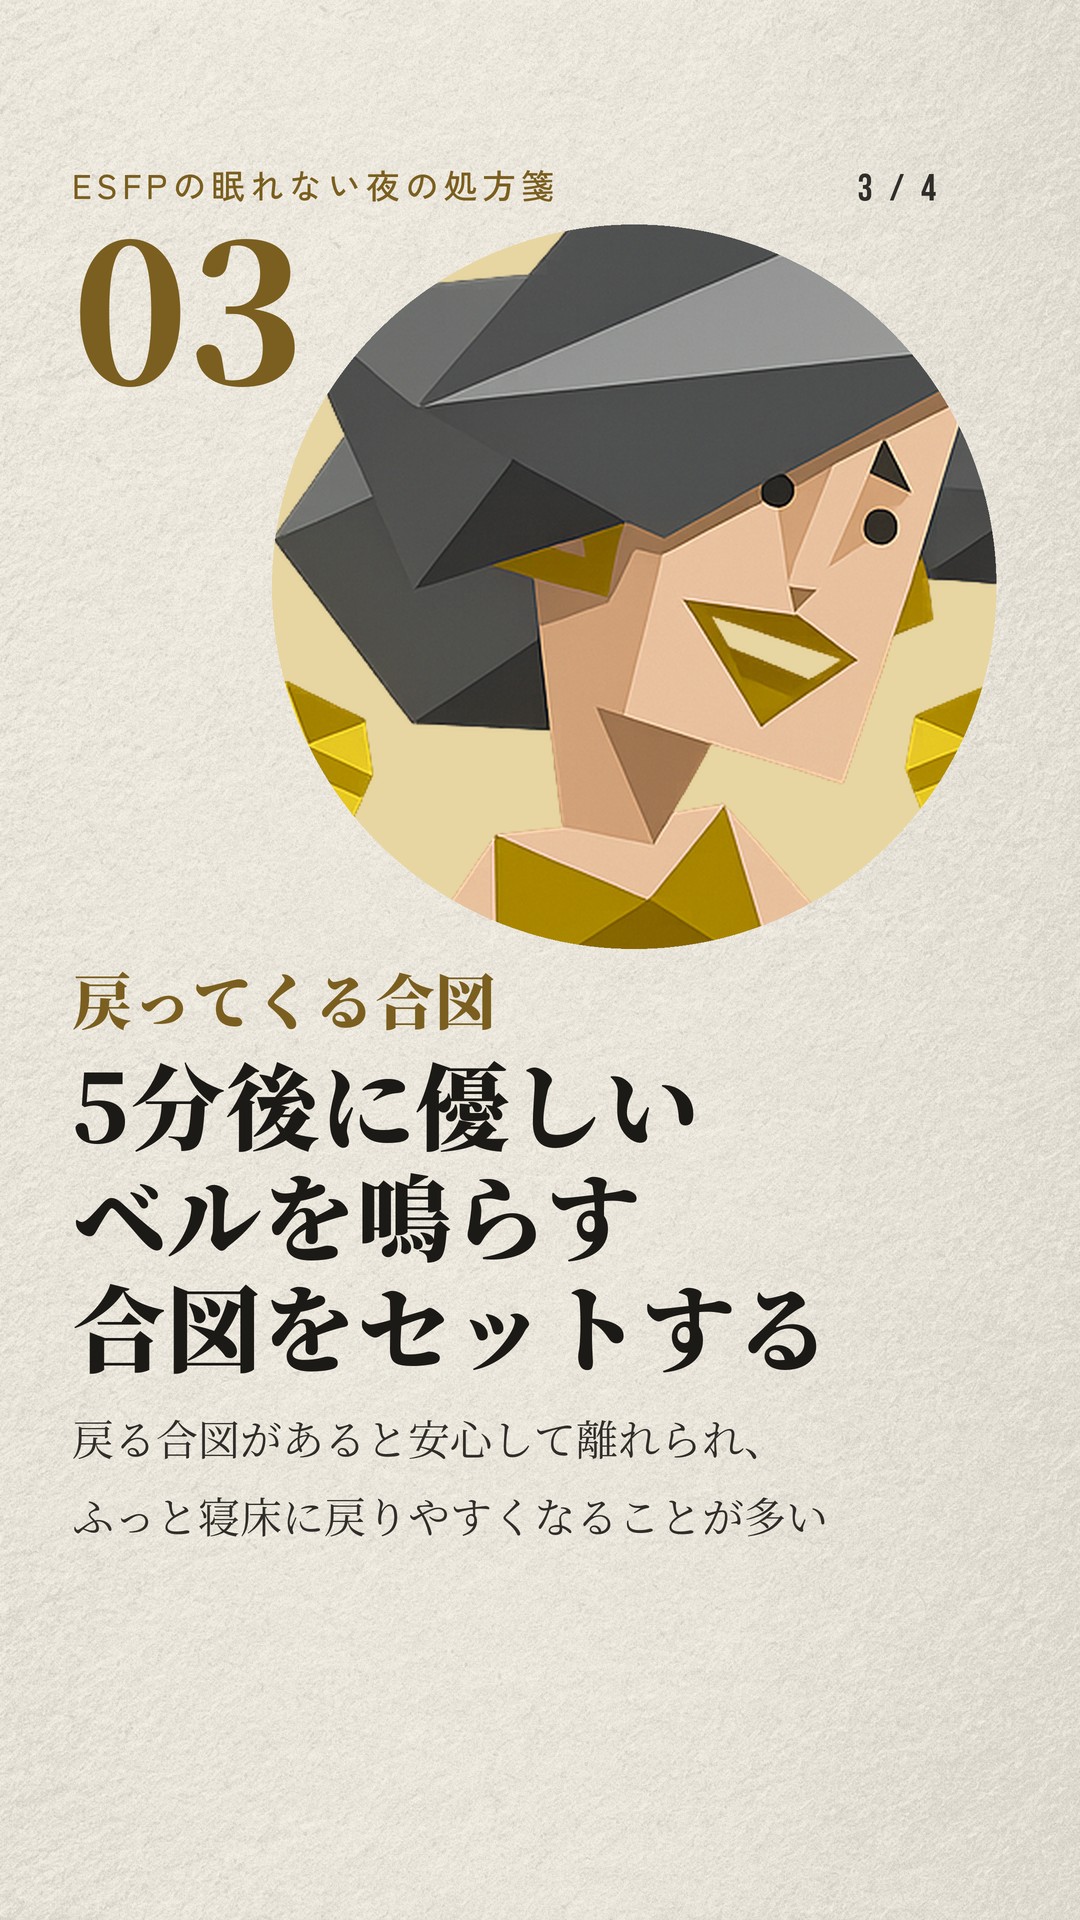 ESFPの眠れない夜の処方箋
3 / 4
03
戻ってくる合図
5分後に優しい
ベルを鳴らす
合図をセットする
戻る合図があると安心して離れられ、
ふっと寝床に戻りやすくなることが多い